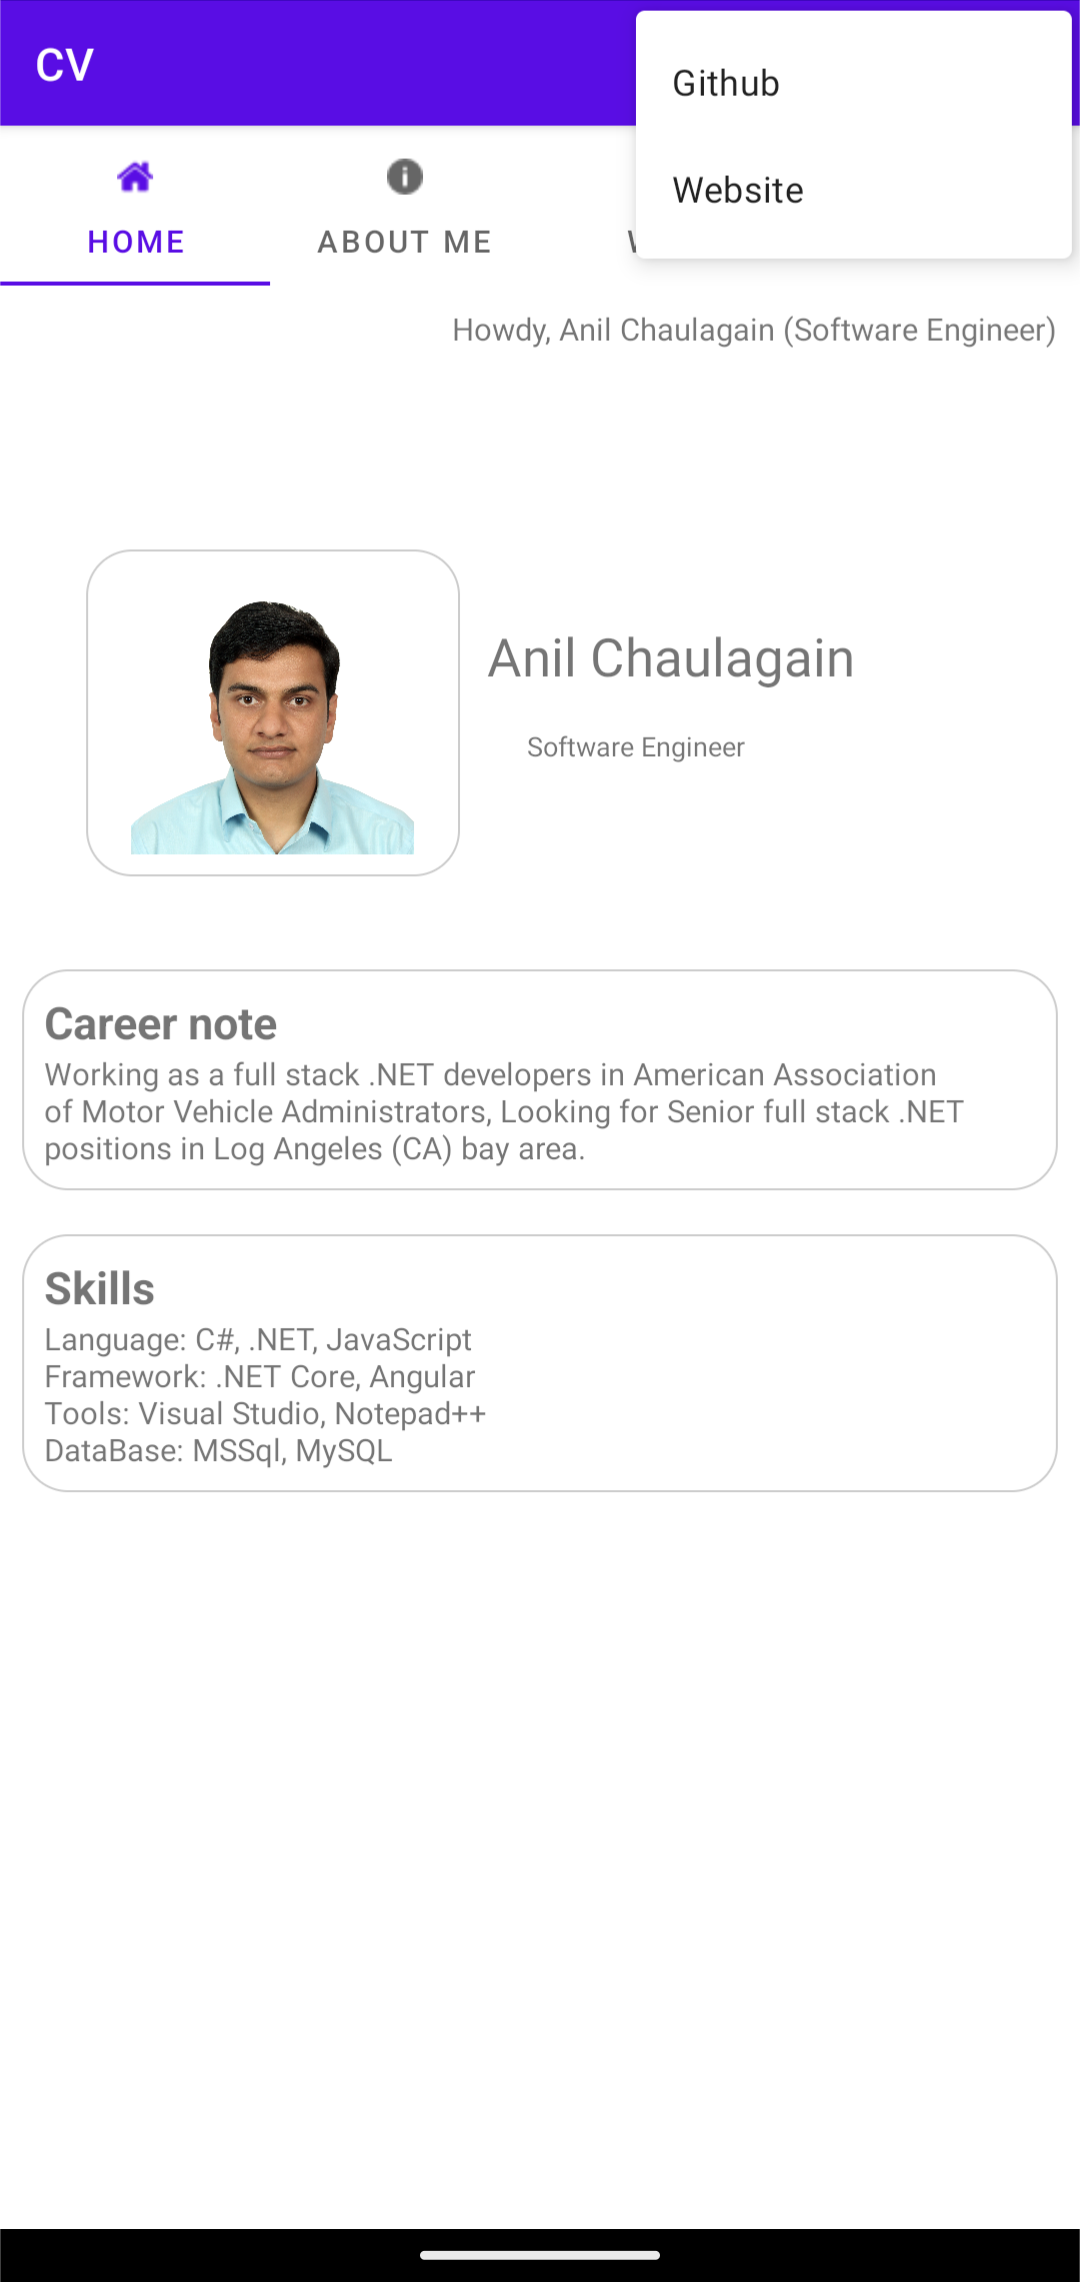 CV
Github
Website
HOME
ABOUT ME
Howdy, Anil Chaulagain (Software Engineer)
Anil Chaulagain
Software Engineer
Career note
Working as a full stack .NET developers in American Association
of Motor Vehicle Administrators, Looking for Senior full stack .NET
positions in Log Angeles (CA) bay area.
Skills
Language: C#, .NET, JavaScript
Framework: .NET Core, Angular
Tools: Visual Studio, Notepad++
DataBase: MSSql, MySQL